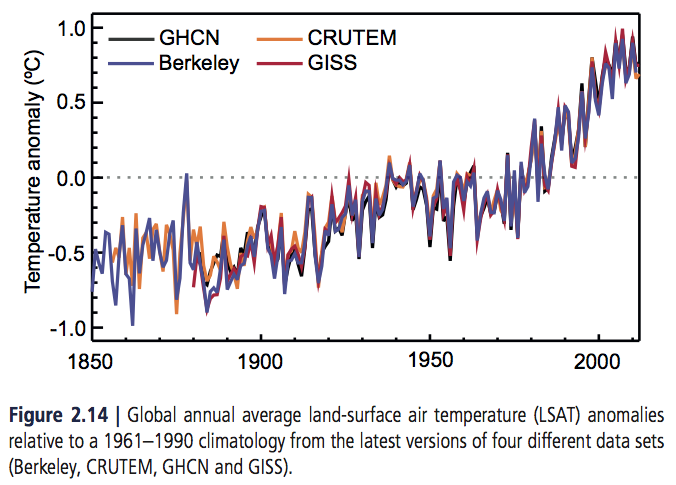 1.0
GHCN
CRUTEM
Berkeley
GISS
0.5
Temperature anomaly (ºC)
0.0
-0.5
-1.0
1850
1900
1950
2000
Figure 2.14 | Global annual average land-surface air temperature (LSAT) anomalies
relative to a 1961–1990 climatology from the latest versions of four different data sets
(Berkeley, CRUTEM, GHCN and GISS).